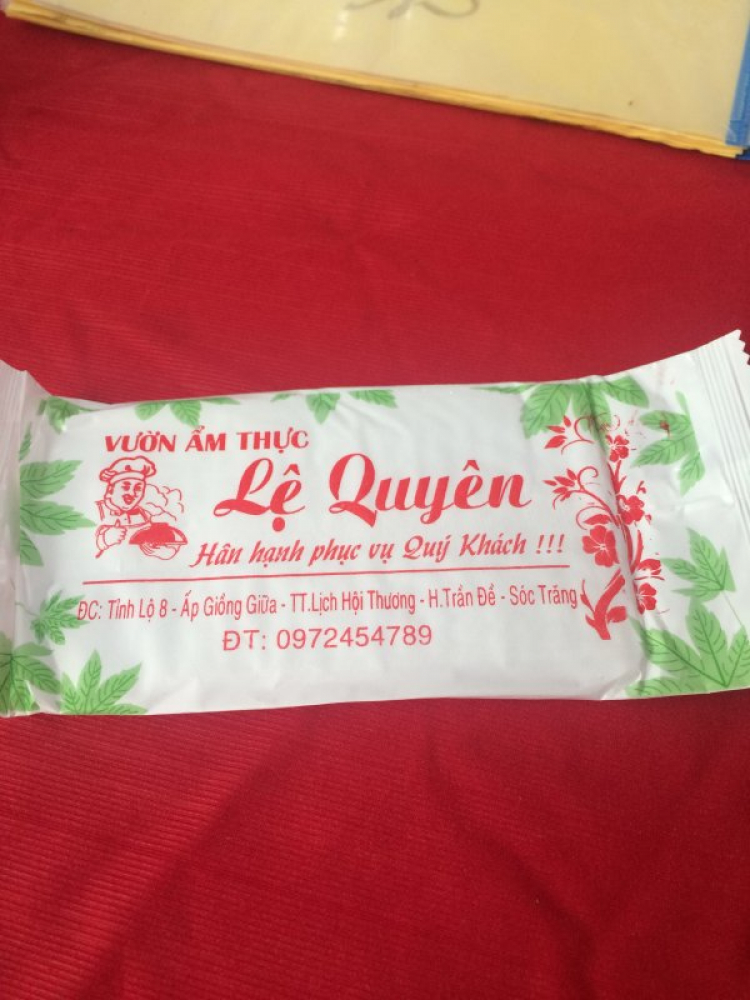 VƯỜN ẨM THỰC
Lệ Quyên
Hân hạnh phục vụ Quý Khách !!!
ĐC: Tỉnh Lộ 8 - Ấp Giồng Giữa - TT.Lịch Hội Thương - H.Trần Đề - Sóc Trăng
ĐT: 0972454789